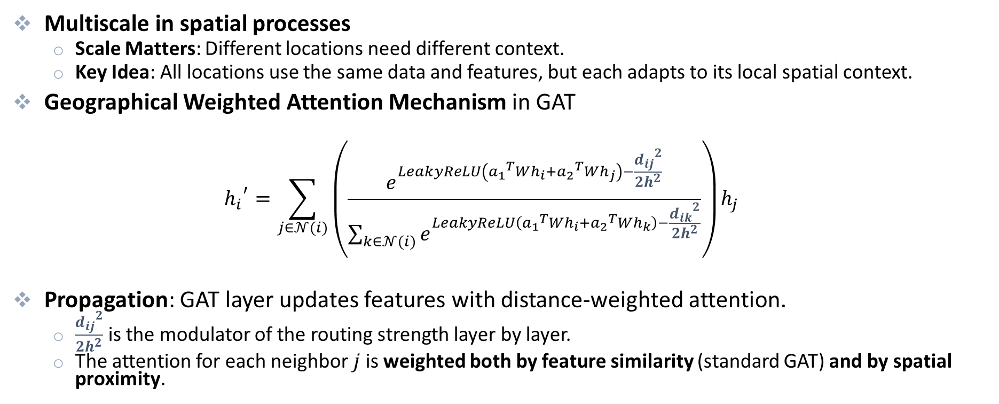 ❖ Multiscale in spatial processes
○ Scale Matters: Different locations need different context.
○ Key Idea: All locations use the same data and features, but each adapts to its local spatial context.
❖ Geographical Weighted Attention Mechanism in GAT
$h_i' = \sum_{j \in \mathcal{N}(i)} \left( \frac{e^{LeakyReLU(a_1^T W h_i + a_2^T W h_j) - \frac{d_{ij}^2}{2h^2}}}{\sum_{k \in \mathcal{N}(i)} e^{LeakyReLU(a_1^T W h_i + a_2^T W h_k) - \frac{d_{ik}^2}{2h^2}}} \right) h_j$
❖ Propagation: GAT layer updates features with distance-weighted attention.
○ $\frac{d_{ij}^2}{2h^2}$ is the modulator of the routing strength layer by layer.
○ The attention for each neighbor $j$ is weighted both by feature similarity (standard GAT) and by spatial
proximity.